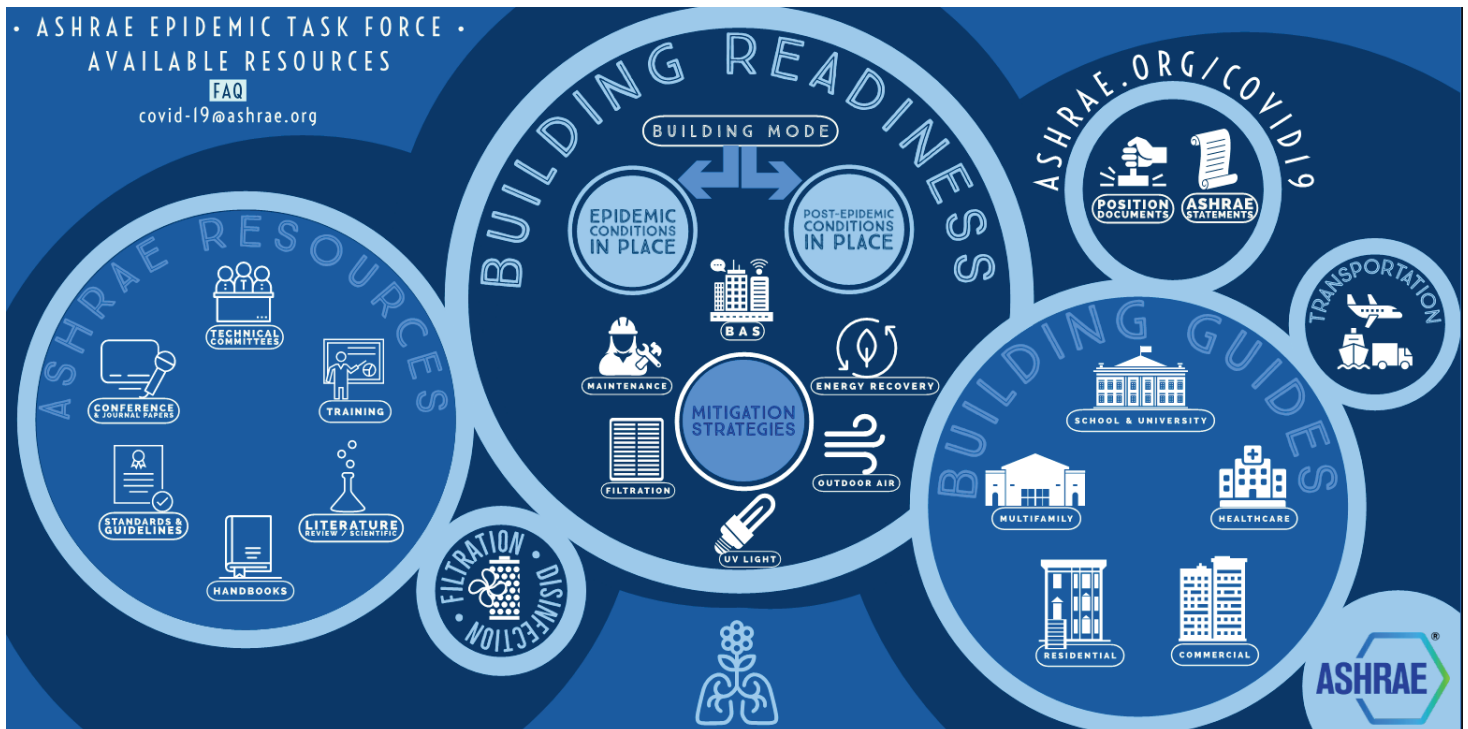 • ASHRAE EPIDEMIC TASK FORCE •
AVAILABLE RESOURCES
FAQ
covid-19@ashrae.org
ASHRAE RESOURCES
TECHNICAL
COMMITTEES
CONFERENCE
& JOURNAL PAPERS
TRAINING
STANDARDS &
GUIDELINES
LITERATURE
REVIEW / SCIENTIFIC
HANDBOOKS
• FILTRATION •
DISINFECTION
BUILDING READINESS
BUILDING MODE
EPIDEMIC
CONDITIONS
IN PLACE
POST-EPIDEMIC
CONDITIONS
IN PLACE
BAS
MAINTENANCE
ENERGY RECOVERY
MITIGATION
STRATEGIES
FILTRATION
OUTDOOR AIR
UV LIGHT
ASHRAE.ORG/COVID19
POSITION
DOCUMENTS
ASHRAE
STATEMENTS
TRANSPORTATION
BUILDING GUIDES
SCHOOL & UNIVERSITY
MULTIFAMILY
HEALTHCARE
RESIDENTIAL
COMMERCIAL
ASHRAE®